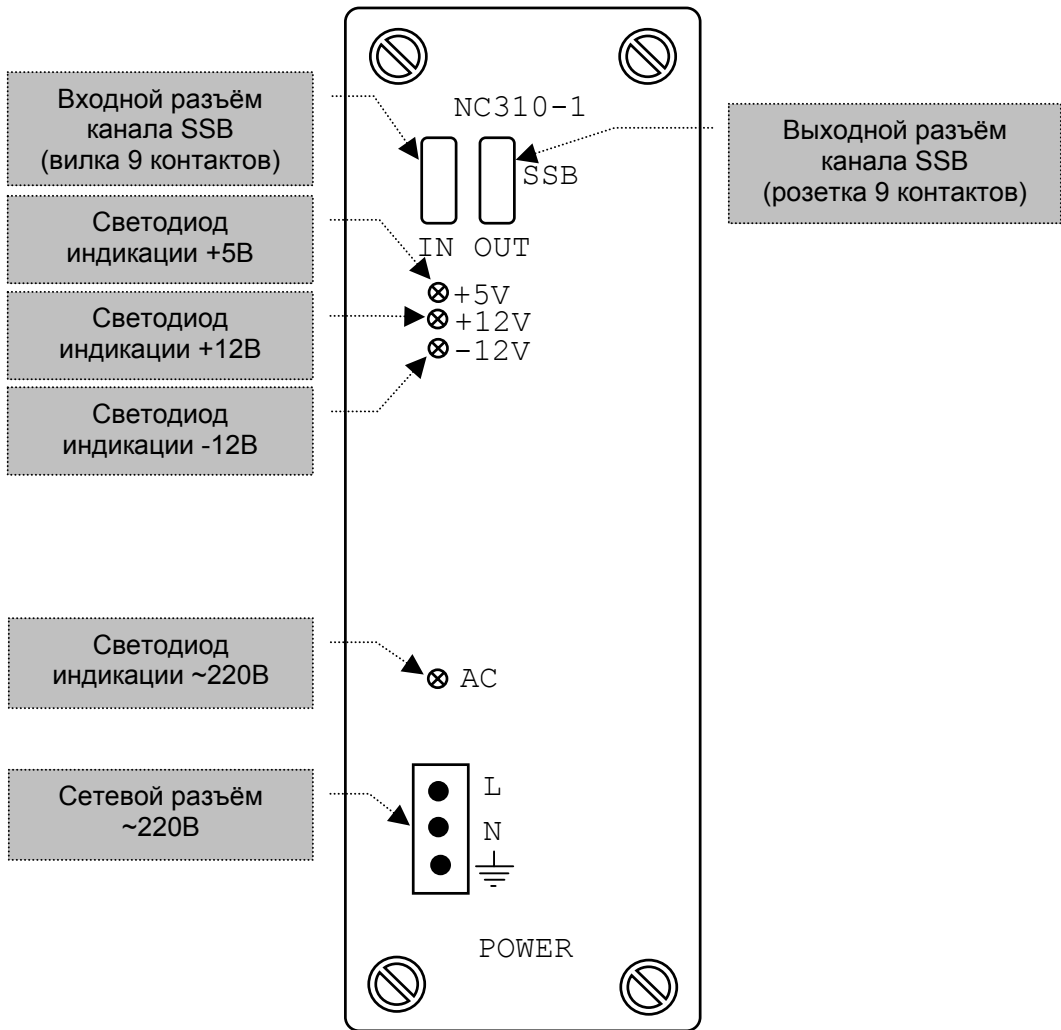 Входной разъём
канала SSB
(вилка 9 контактов)
Светодиод
индикации +5В
Светодиод
индикации +12В
Светодиод
индикации -12В
Светодиод
индикации ~220В
Сетевой разъём
~220В
NC310-1
SSB
IN OUT
+5V
+12V
-12V
AC
L
N
POWER
Выходной разъём
канала SSB
(розетка 9 контактов)